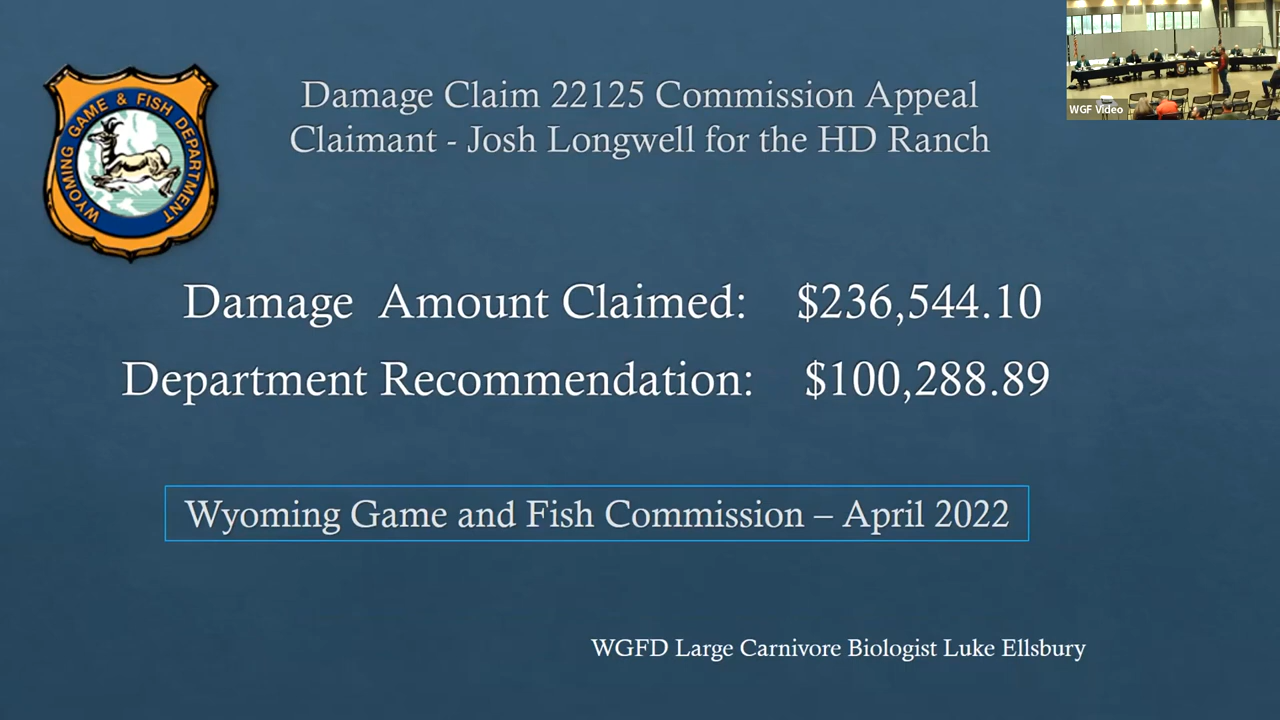 WYOMING GAME & FISH DEPARTMENT
Damage Claim 22125 Commission Appeal
Claimant - Josh Longwell for the HD Ranch
WGF Video
Damage Amount Claimed: $236,544.10
Department Recommendation: $100,288.89
Wyoming Game and Fish Commission – April 2022
WGFD Large Carnivore Biologist Luke Ellsbury